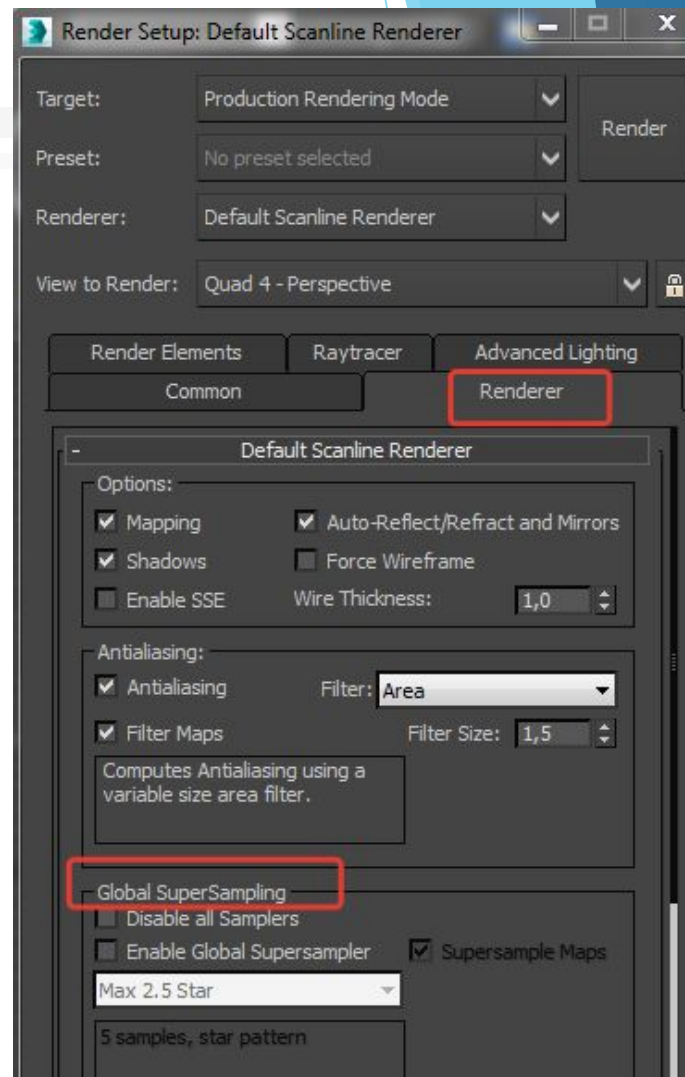 Render Setup: Default Scanline Renderer
Target: Production Rendering Mode
Render
Preset: No preset selected
Renderer: Default Scanline Renderer
View to Render: Quad 4 - Perspective
Render Elements Raytracer Advanced Lighting
Common Renderer
- Default Scanline Renderer
Options:
Mapping Auto-Reflect/Refract and Mirrors
Shadows Force Wireframe
Enable SSE Wire Thickness: 1,0
Antialiasing:
Antialiasing Filter: Area
Filter Maps Filter Size: 1,5
Computes Antialiasing using a
variable size area filter.
Global SuperSampling
Disable all Samplers
Enable Global Supersampler Supersample Maps
Max 2.5 Star
5 samples, star pattern